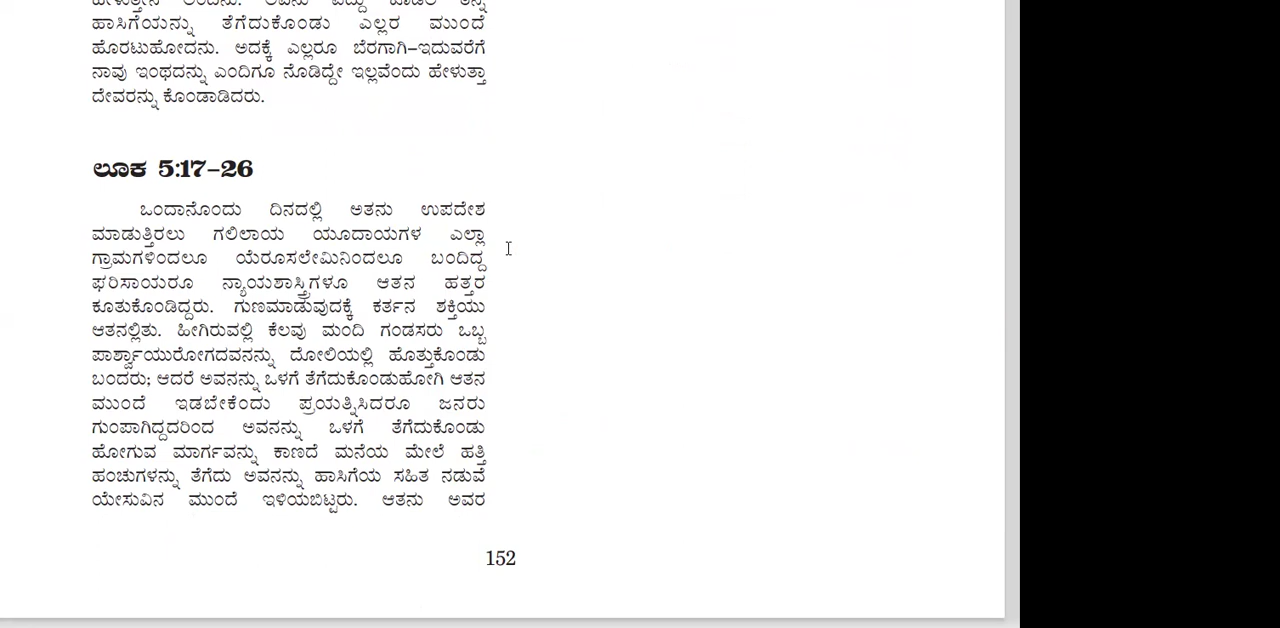 ಹಾಸಿಗೆಯನ್ನು ತೆಗೆದುಕೊಂಡು ಎಲ್ಲರ ಮುಂದೆ
ಹೊರಟುಹೋದನು. ಅದಕ್ಕೆ ಎಲ್ಲರೂ ಬೆರಗಾಗಿ–ಇದುವರೆಗೆ
ನಾವು ಇಂಥದನ್ನು ಎಂದಿಗೂ ನೊಡಿದ್ದೇ ಇಲ್ಲವೆಂದು ಹೇಳುತ್ತಾ
ದೇವರನ್ನು ಕೊಂಡಾಡಿದರು.
ಲೂಕ 5:17–26
ಒಂದಾನೊಂದು ದಿನದಲ್ಲಿ ಅತನು ಉಪದೇಶ
ಮಾಡುತ್ತಿರಲು ಗಲಿಲಾಯ ಯೂದಾಯಗಳ ಎಲ್ಲಾ
ಗ್ರಾಮಗಳಿಂದಲೂ ಯೆರೂಸಲೇಮಿನಿಂದಲೂ ಬಂದಿದ್ದ
ಫರಿಸಾಯರೂ ನ್ಯಾಯಶಾಸ್ತ್ರಿಗಳೂ ಆತನ ಹತ್ತರ
ಕೂತುಕೊಂಡಿದ್ದರು. ಗುಣಮಾಡುವುದಕ್ಕೆ ಕರ್ತನ ಶಕ್ತಿಯು
ಆತನಲ್ಲಿತು. ಹೀಗಿರುವಲ್ಲಿ ಕೆಲವು ಮಂದಿ ಗಂಡಸರು ಒಬ್ಬ
ಪಾರ್ಶ್ವಾಯುರೋಗದವನನ್ನು ದೋಲಿಯಲ್ಲಿ ಹೊತ್ತುಕೊಂಡು
ಬಂದರು; ಆದರೆ ಅವನನ್ನು ಒಳಗೆ ತೆಗೆದುಕೊಂಡುಹೋಗಿ ಆತನ
ಮುಂದೆ ಇಡಬೇಕೆಂದು ಪ್ರಯತ್ನಿಸಿದರೂ ಜನರು
ಗುಂಪಾಗಿದ್ದದರಿಂದ ಅವನನ್ನು ಒಳಗೆ ತೆಗೆದುಕೊಂಡು
ಹೋಗುವ ಮಾರ್ಗವನ್ನು ಕಾಣದೆ ಮನೆಯ ಮೇಲೆ ಹತ್ತಿ
ಹಂಚುಗಳನ್ನು ತೆಗೆದು ಅವನನ್ನು ಹಾಸಿಗೆಯ ಸಹಿತ ನಡುವೆ
ಯೇಸುವಿನ ಮುಂದೆ ಇಳಿಯಬಿಟ್ಟರು. ಆತನು ಅವರ
152